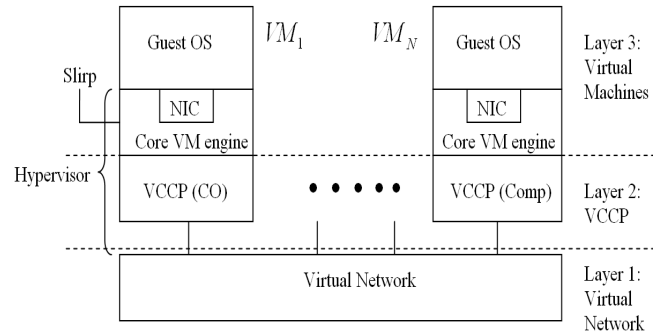 Guest OS
VM1
VMN
Guest OS
Layer 3:
Virtual
Machines
Slirp
NIC
NIC
Core VM engine
Core VM engine
Hypervisor
VCCP (CO)
VCCP (Comp)
Layer 2:
VCCP
Virtual Network
Layer 1:
Virtual
Network